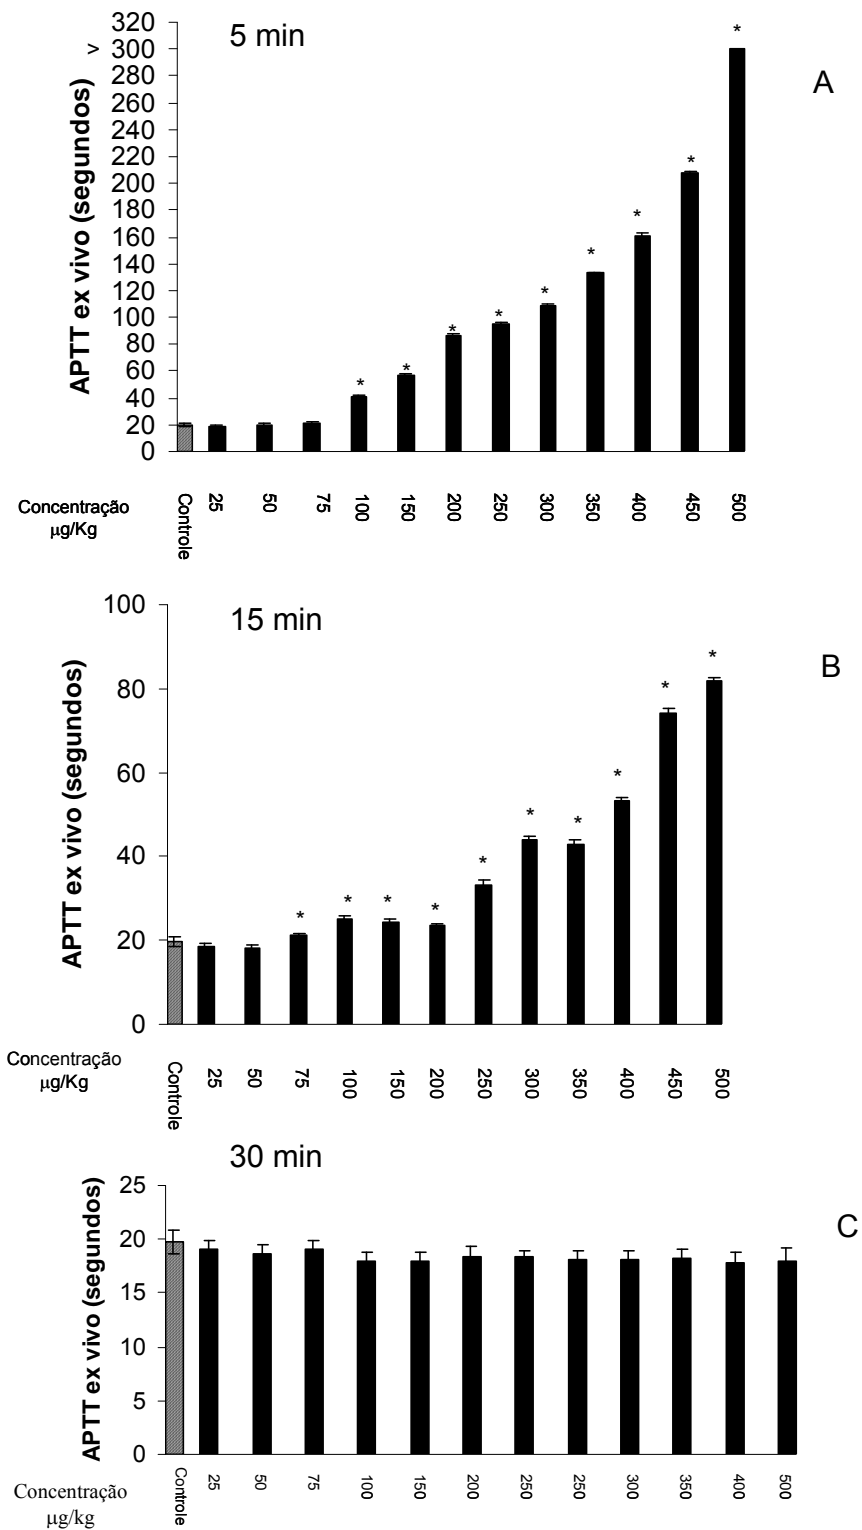 5 min
A
APTT ex vivo (segundos)
>
320
300
280
260
240
220
200
180
160
140
120
100
80
60
40
20
0
* * * * * * * * *
Concentração
µg/Kg
Controle 25 50 75 100 150 200 250 300 350 400 450 500
15 min
B
APTT ex vivo (segundos)
100
80
60
40
20
0
* * * * * * * * * *
Concentração
µg/Kg
Controle 25 50 75 100 150 200 250 300 350 400 450 500
30 min
C
APTT ex vivo (segundos)
25
20
15
10
5
0
Concentração
µg/kg
Controle 25 50 75 100 150 200 250 250 300 350 400 500